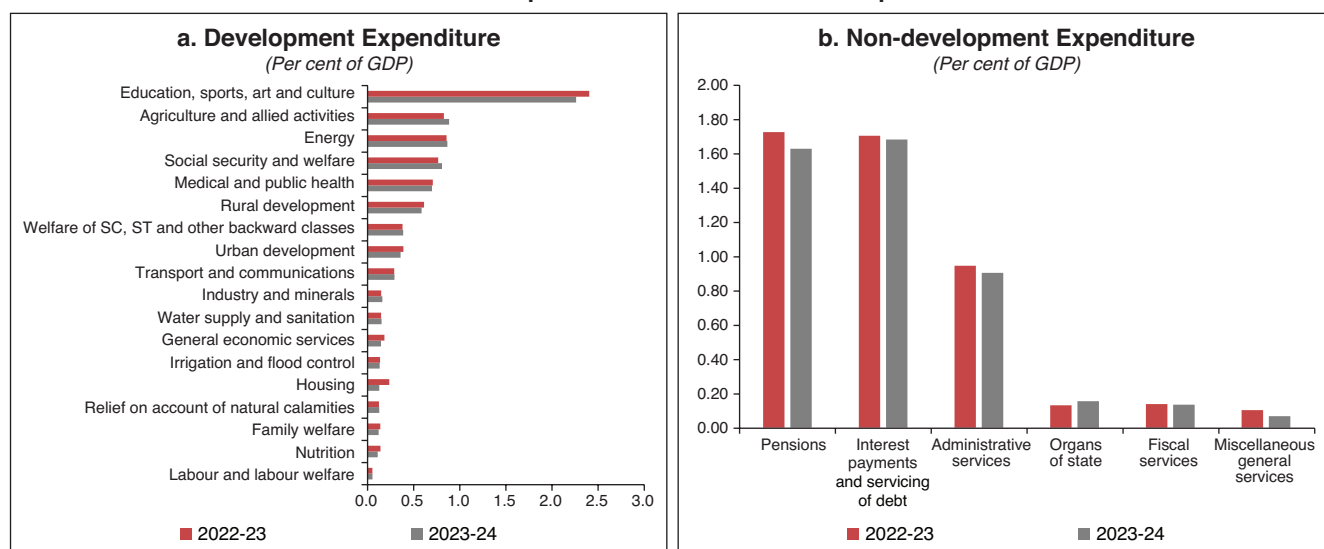 a. Development Expenditure
(Per cent of GDP)
Education, sports, art and culture
Agriculture and allied activities
Energy
Social security and welfare
Medical and public health
Rural development
Welfare of SC, ST and other backward classes
Urban development
Transport and communications
Industry and minerals
Water supply and sanitation
General economic services
Irrigation and flood control
Housing
Relief on account of natural calamities
Family welfare
Nutrition
Labour and labour welfare
0.0 0.5 1.0 1.5 2.0 2.5 3.0
2022-23 2023-24
b. Non-development Expenditure
(Per cent of GDP)
2.00
1.80
1.60
1.40
1.20
1.00
0.80
0.60
0.40
0.20
0.00
Pensions
Interest
payments
and servicing
of debt
Administrative
services
Organs
of state
Fiscal
services
Miscellaneous
general
services
2022-23 2023-24